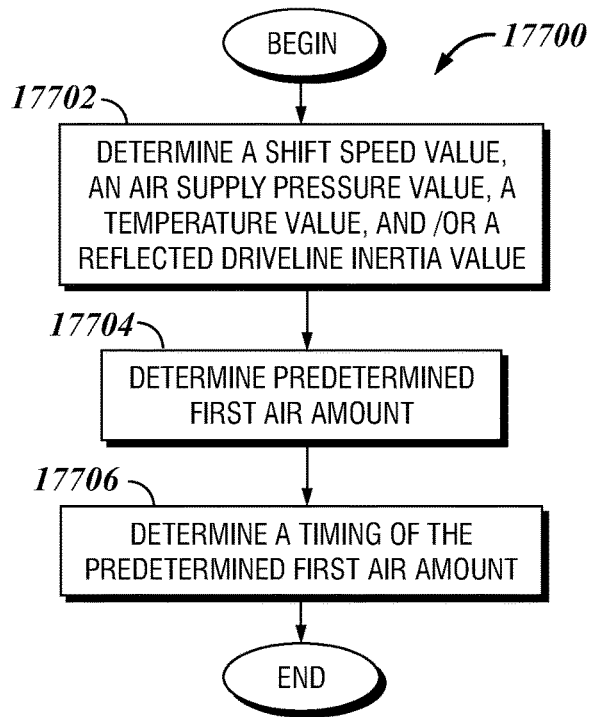 BEGIN
17700
17702
DETERMINE A SHIFT SPEED VALUE,
AN AIR SUPPLY PRESSURE VALUE, A
TEMPERATURE VALUE, AND /OR A
REFLECTED DRIVELINE INERTIA VALUE
17704
DETERMINE PREDETERMINED
FIRST AIR AMOUNT
17706
DETERMINE A TIMING OF THE
PREDETERMINED FIRST AIR AMOUNT
END